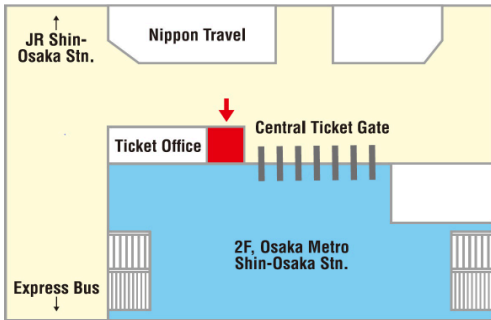 ↑
JR Shin-
Osaka Stn.
Nippon Travel
Ticket Office
Central Ticket Gate
2F, Osaka Metro
Shin-Osaka Stn.
Express Bus
↓